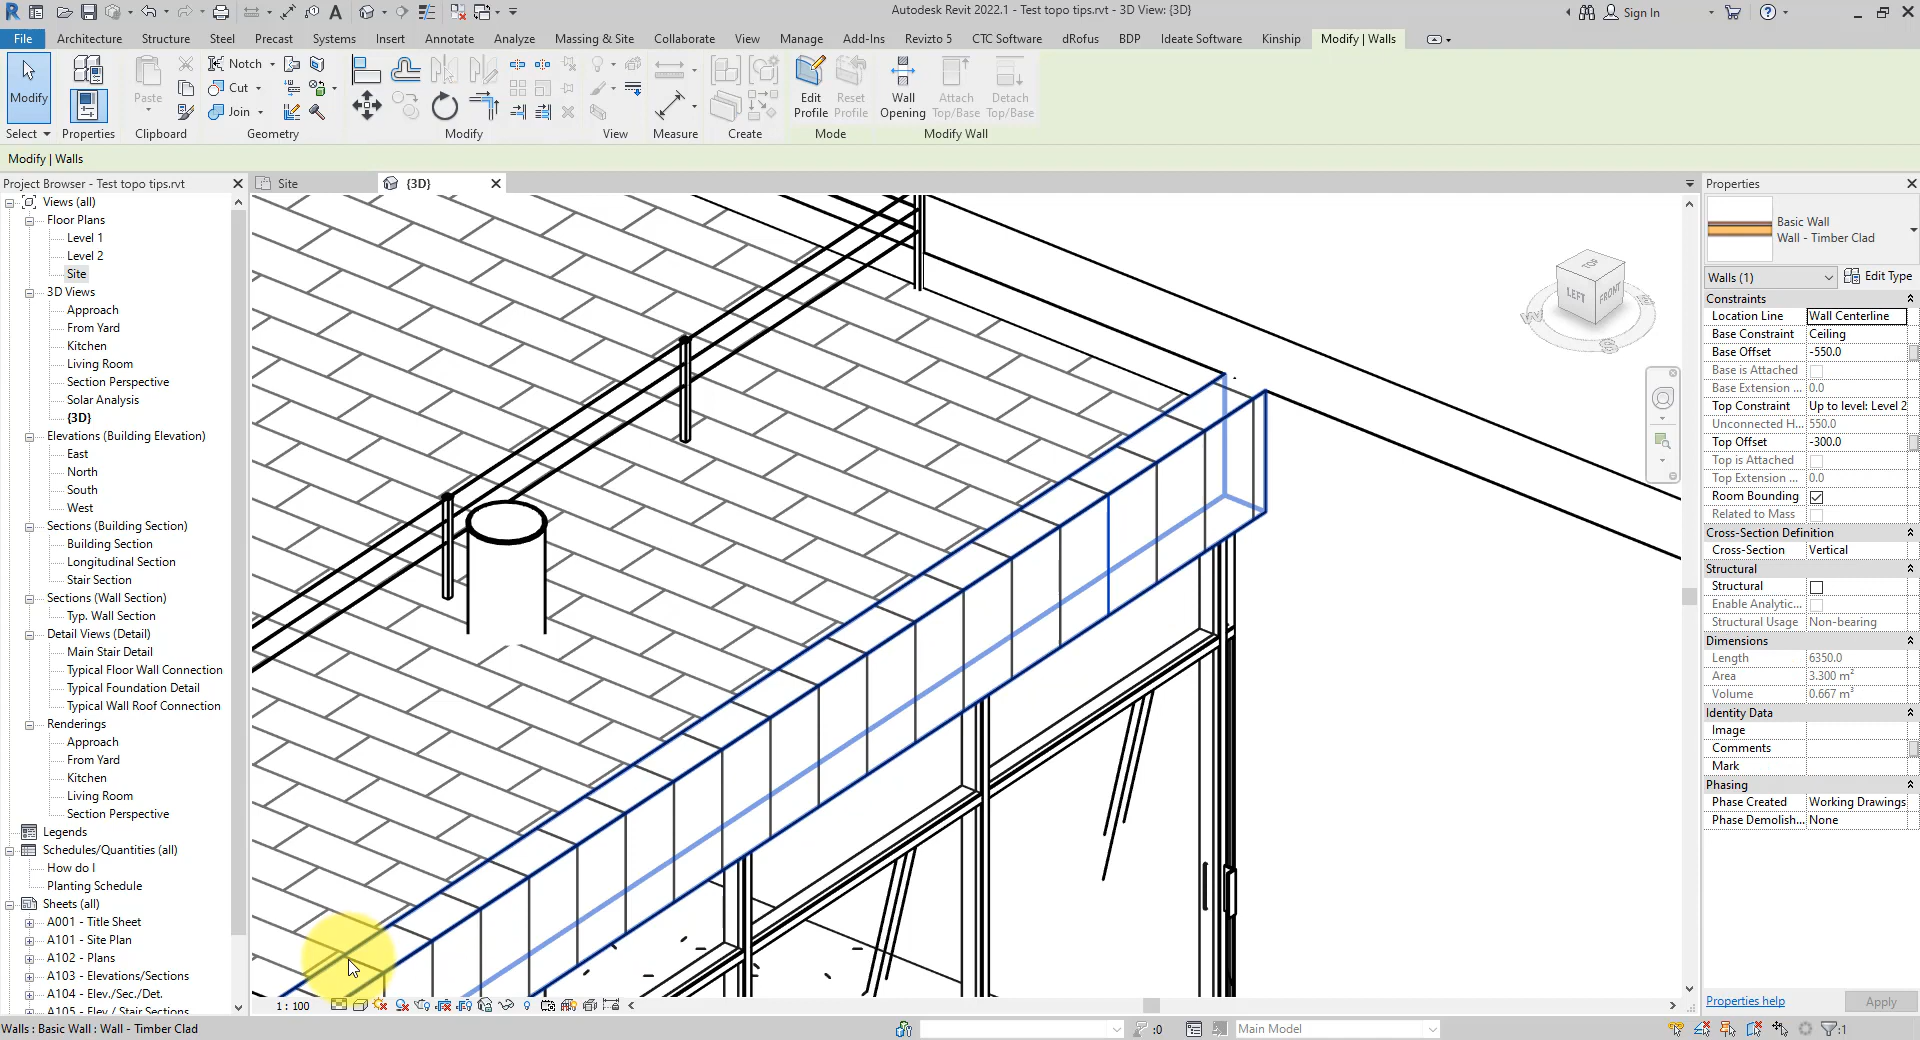 Autodesk Revit 2022.1 - Test topo tips.rvt - 3D View: {3D}
Sign In
File Architecture Structure Steel Precast Systems Insert Annotate Analyze Massing & Site Collaborate View Manage Add-Ins Revizto 5 CTC Software dRofus BDP Ideate Software Kinship Modify | Walls
Modify
Paste
Notch
Cut
Join
Edit Profile
Reset Profile
Wall Opening
Attach Top/Base
Detach Top/Base
Select Properties Clipboard Geometry Modify View Measure Create Mode Modify Wall
Modify | Walls
Project Browser - Test topo tips.rvt
Views (all)
Floor Plans
Level 1
Level 2
Site
3D Views
Approach
From Yard
Kitchen
Living Room
Section Perspective
Solar Analysis
{3D}
Elevations (Building Elevation)
East
North
South
West
Sections (Building Section)
Building Section
Longitudinal Section
Stair Section
Sections (Wall Section)
Typ. Wall Section
Detail Views (Detail)
Main Stair Detail
Typical Floor Wall Connection
Typical Foundation Detail
Typical Wall Roof Connection
Renderings
Approach
From Yard
Kitchen
Living Room
Section Perspective
Legends
Schedules/Quantities (all)
How do I
Planting Schedule
Sheets (all)
A001 - Title Sheet
A101 - Site Plan
A102 - Plans
A103 - Elevations/Sections
A104 - Elev./Sec./Det.
A105 - Elev./ Stair Sections
Site
{3D}
TOP
LEFT
FRONT
W
S
1 : 100
Properties
Basic Wall
Wall - Timber Clad
Walls (1)
Edit Type
Constraints
Location Line Wall Centerline
Base Constraint Ceiling
Base Offset -550.0
Base is Attached
Base Extension ... 0.0
Top Constraint Up to level: Level 2
Unconnected H... 550.0
Top Offset -300.0
Top is Attached
Top Extension ... 0.0
Room Bounding
Related to Mass
Cross-Section Definition
Cross-Section Vertical
Structural
Structural
Enable Analytic...
Structural Usage Non-bearing
Dimensions
Length 6350.0
Area 3.300 m²
Volume 0.667 m³
Identity Data
Image
Comments
Mark
Phasing
Phase Created Working Drawings
Phase Demolish... None
Properties help
Apply
Walls : Basic Wall : Wall - Timber Clad
:0
Main Model
:1